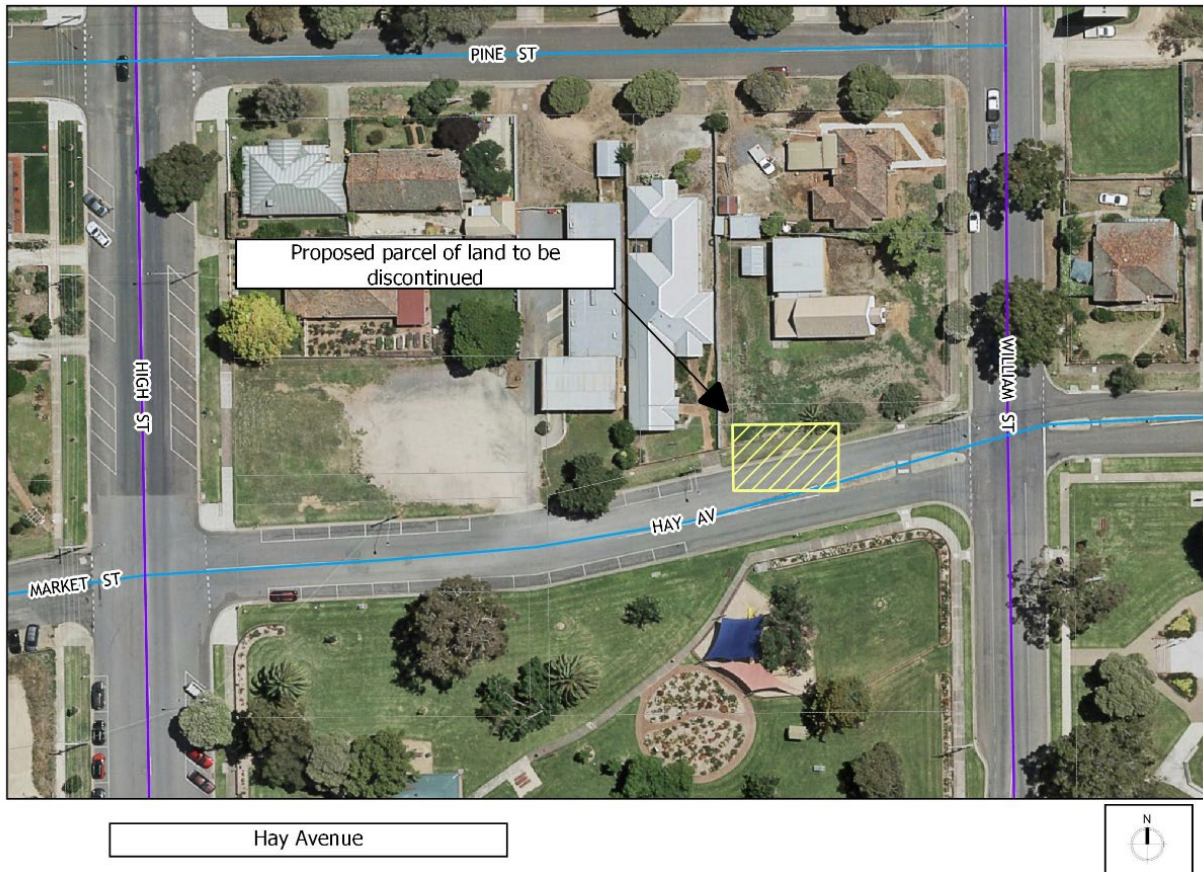 PINE ST
Proposed parcel of land to be
discontinued
HIGH ST
WILLIAM ST
HAY AV
MARKET ST
Hay Avenue
N